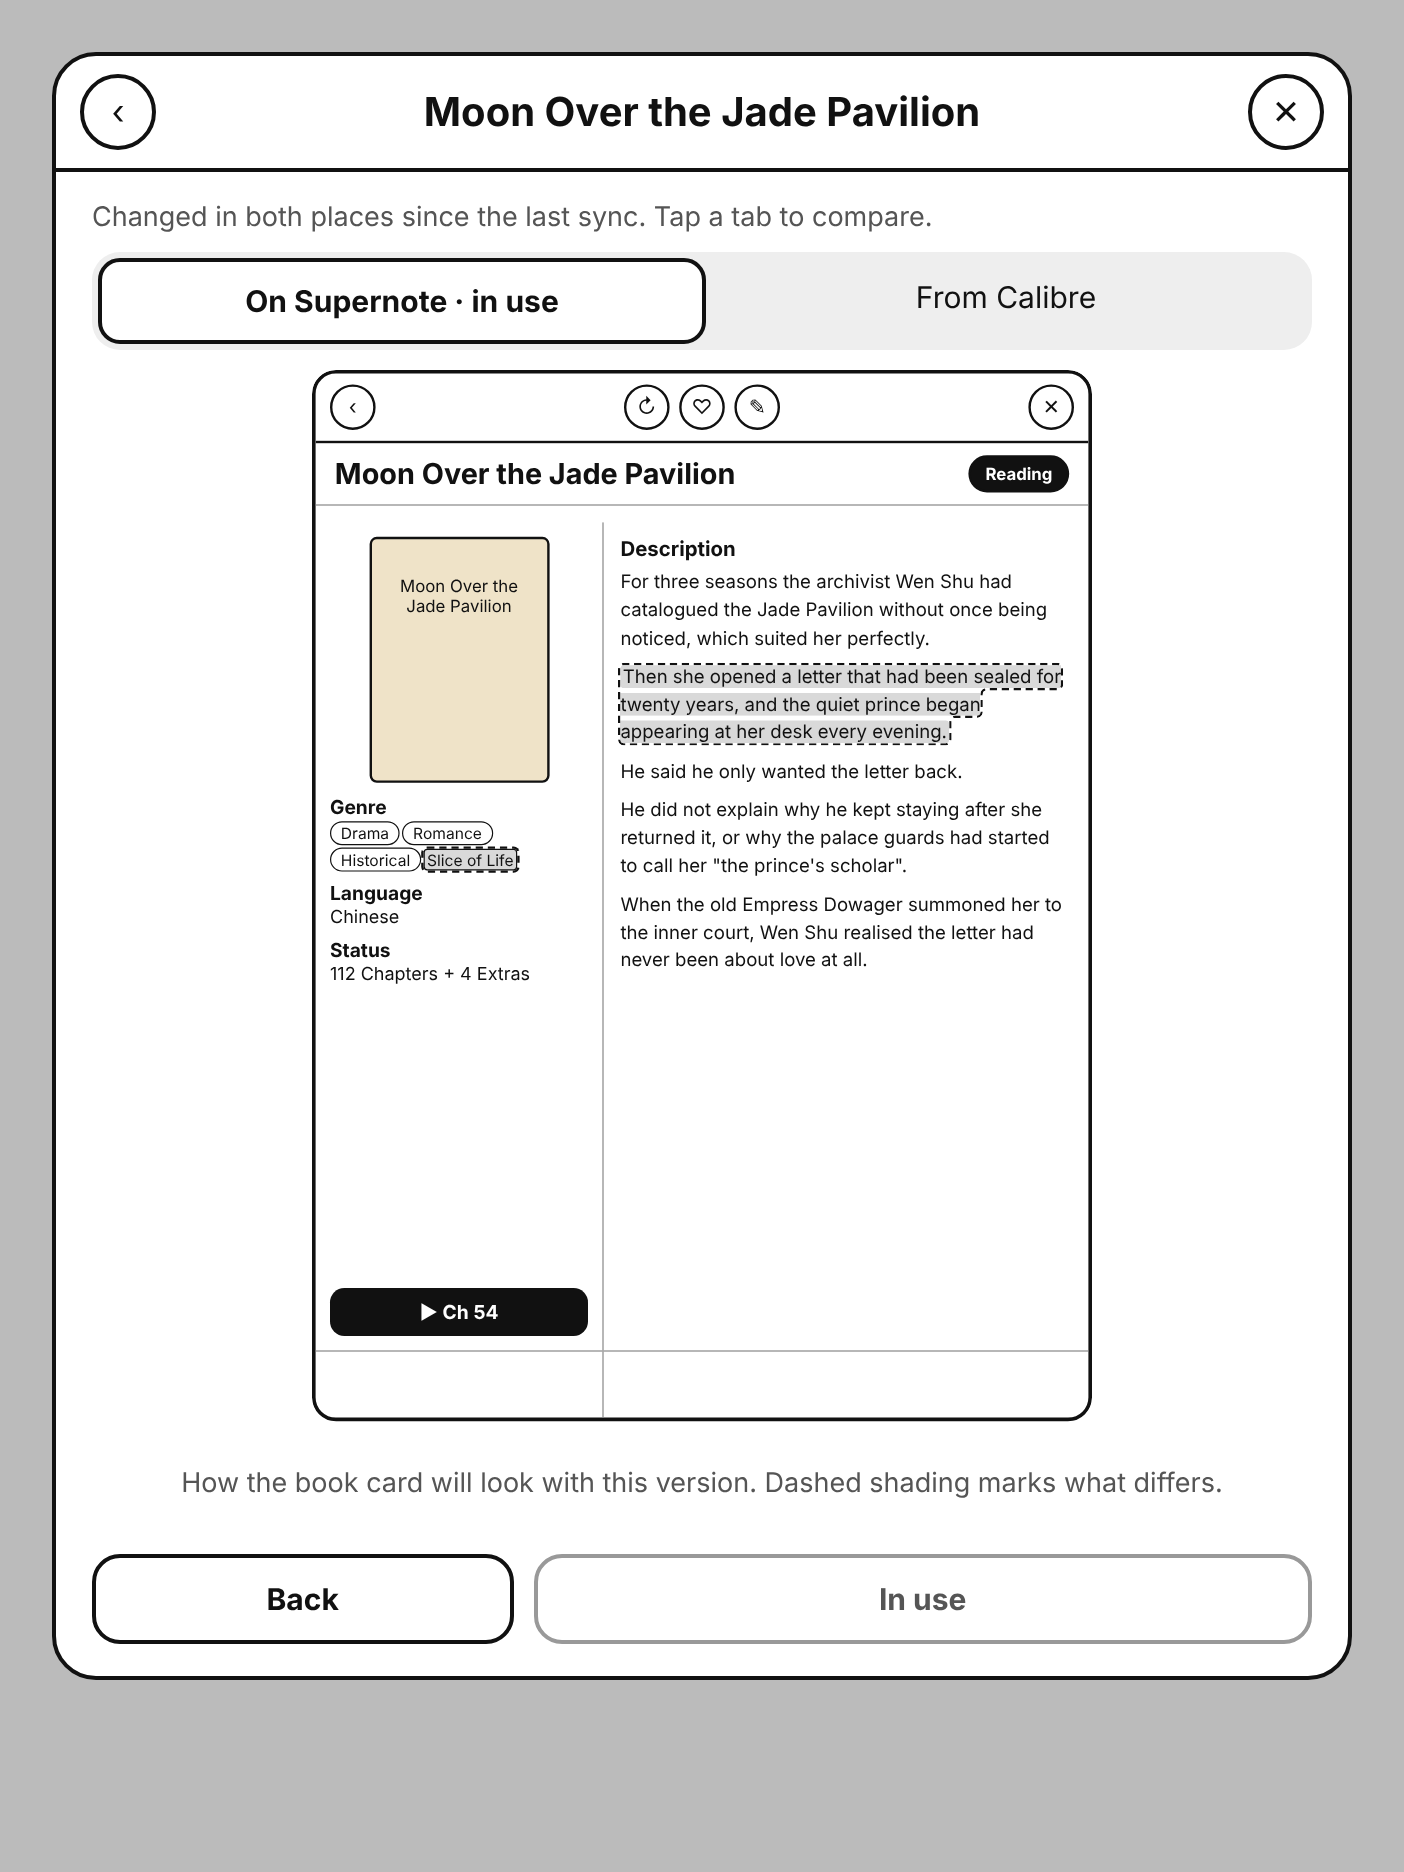 ‹
Moon Over the Jade Pavilion
✕
Changed in both places since the last sync. Tap a tab to compare.
On Supernote · in use
From Calibre
‹
↻
♡
✎
✕
Moon Over the Jade Pavilion
Reading
Moon Over the
Jade Pavilion
Genre
Drama
Romance
Historical
Slice of Life
Language
Chinese
Status
112 Chapters + 4 Extras
▶ Ch 54
Description
For three seasons the archivist Wen Shu had
catalogued the Jade Pavilion without once being
noticed, which suited her perfectly.
Then she opened a letter that had been sealed for
twenty years, and the quiet prince began
appearing at her desk every evening.
He said he only wanted the letter back.
He did not explain why he kept staying after she
returned it, or why the palace guards had started
to call her "the prince's scholar".
When the old Empress Dowager summoned her to
the inner court, Wen Shu realised the letter had
never been about love at all.
How the book card will look with this version. Dashed shading marks what differs.
Back
In use